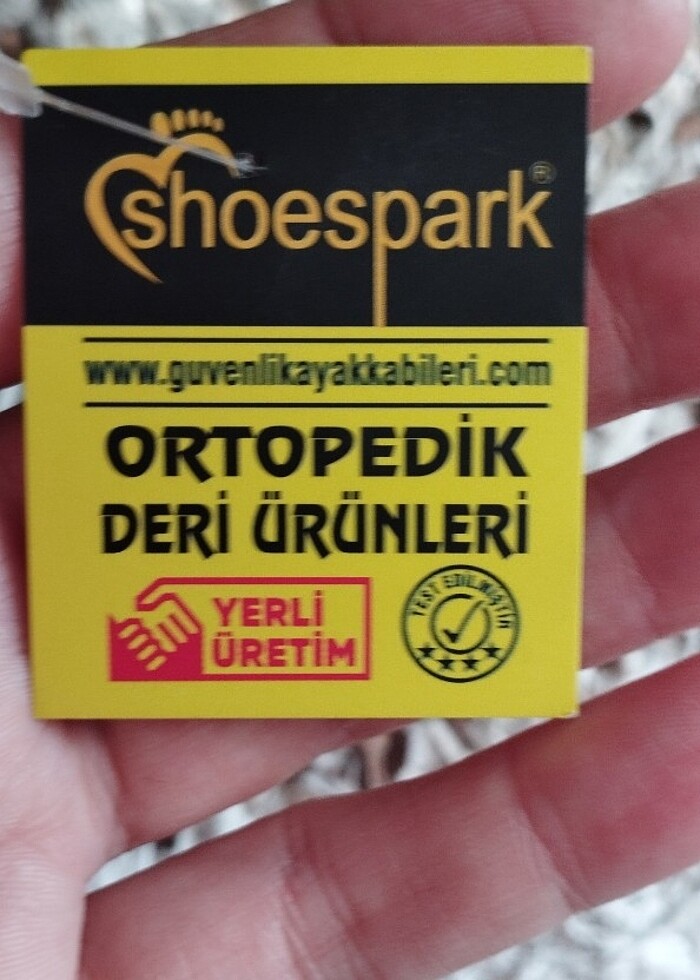 shoespark®
www.guvenlikayakkabileri.com
ORTOPEDİK
DERİ ÜRÜNLERİ
YERLİ
ÜRETİM
TEST EDİLMİŞTİR